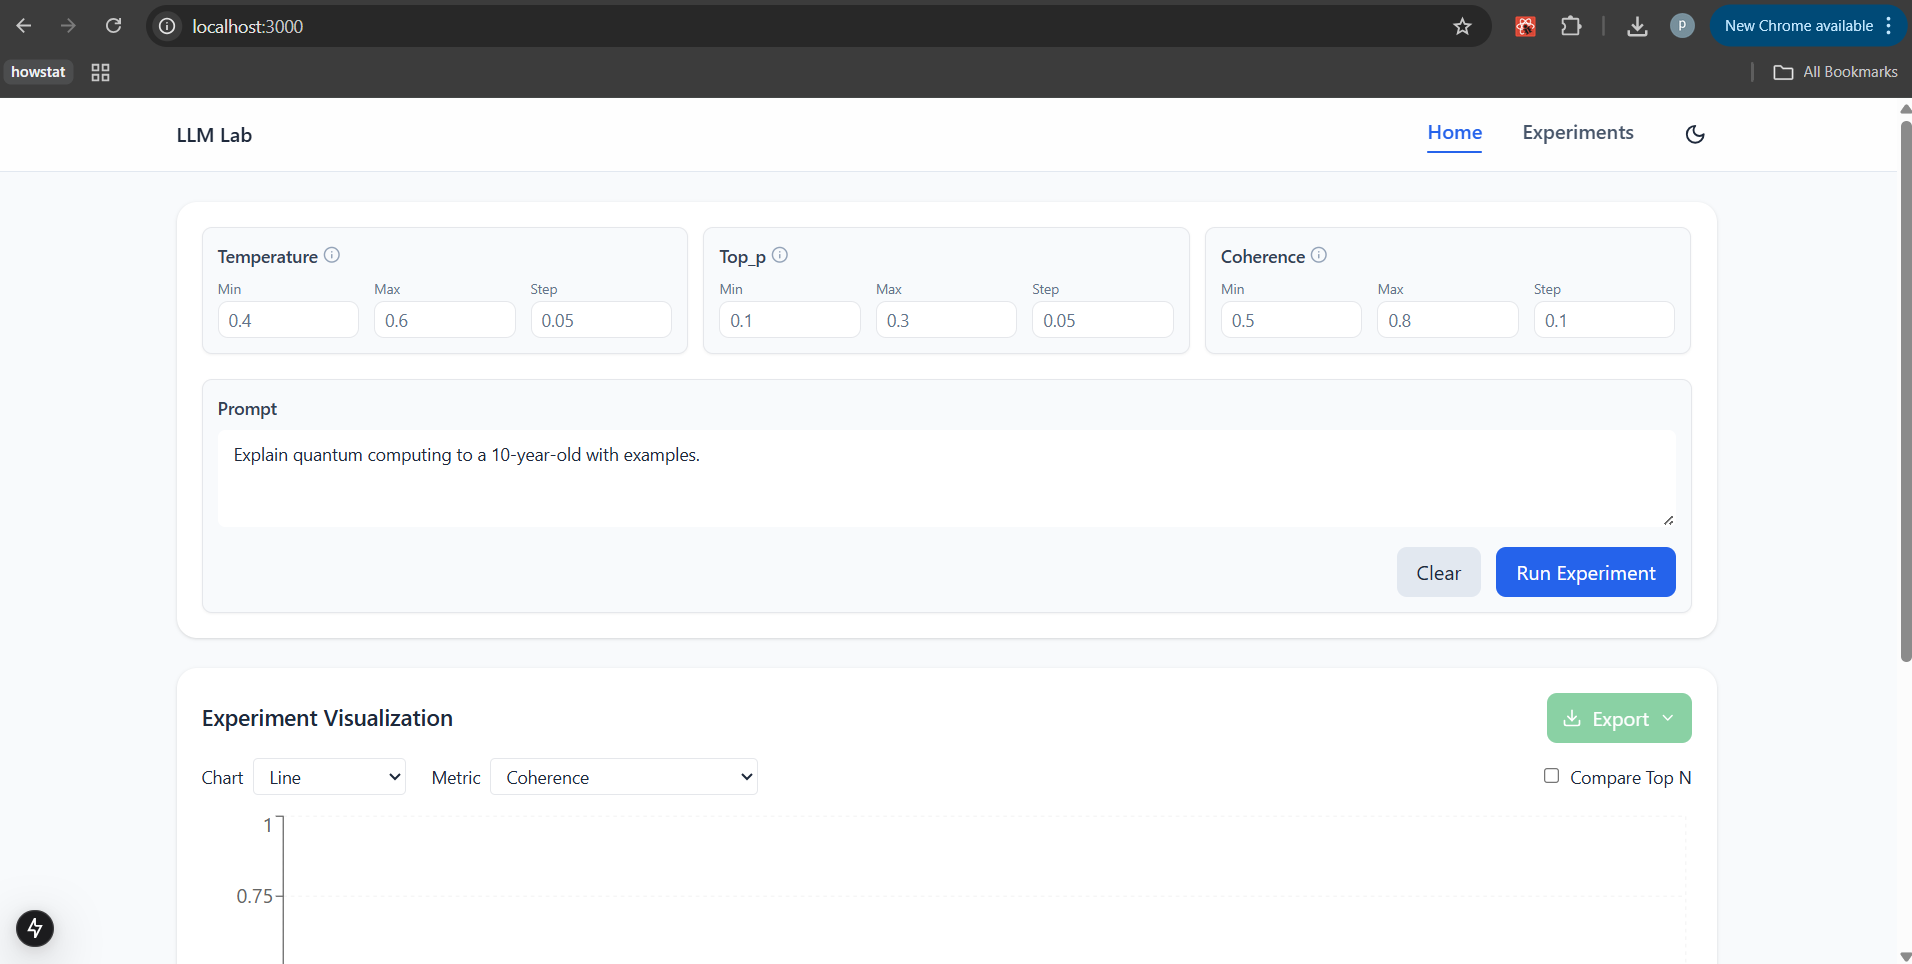 localhost:3000
P
New Chrome available
howstat
All Bookmarks
LLM Lab
Home
Experiments
Temperature
Min
Max
Step
0.4
0.6
0.05
Top_p
Min
Max
Step
0.1
0.3
0.05
Coherence
Min
Max
Step
0.5
0.8
0.1
Prompt
Explain quantum computing to a 10-year-old with examples.
Clear
Run Experiment
Experiment Visualization
Export
Chart
Line
Metric
Coherence
Compare Top N
1
0.75